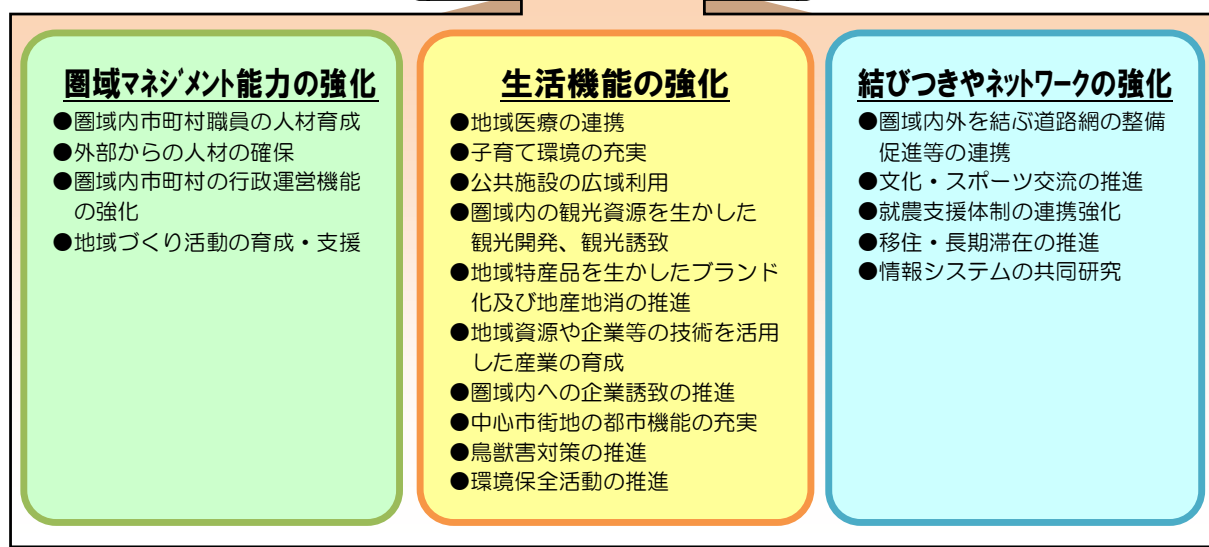 圏域マネジメント能力の強化
●圏域内市町村職員の人材育成
●外部からの人材の確保
●圏域内市町村の行政運営機能
の強化
●地域づくり活動の育成・支援
生活機能の強化
●地域医療の連携
●子育て環境の充実
●公共施設の広域利用
●圏域内の観光資源を生かした
観光開発、観光誘致
●地域特産品を生かしたブランド
化及び地産地消の推進
●地域資源や企業等の技術を活用
した産業の育成
●圏域内への企業誘致の推進
●中心市街地の都市機能の充実
●鳥獣害対策の推進
●環境保全活動の推進
結びつきやネットワークの強化
●圏域内外を結ぶ道路網の整備
促進等の連携
●文化・スポーツ交流の推進
●就農支援体制の連携強化
●移住・長期滞在の推進
●情報システムの共同研究